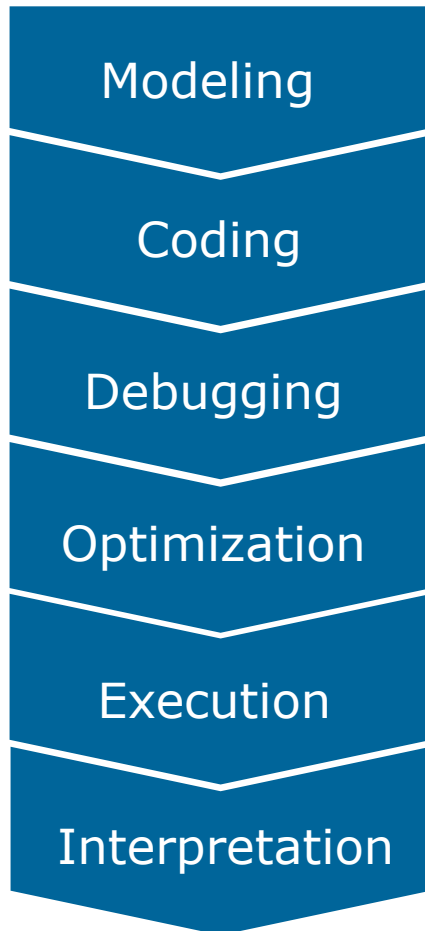 Modeling
Coding
Debugging
Optimization
Execution
Interpretation